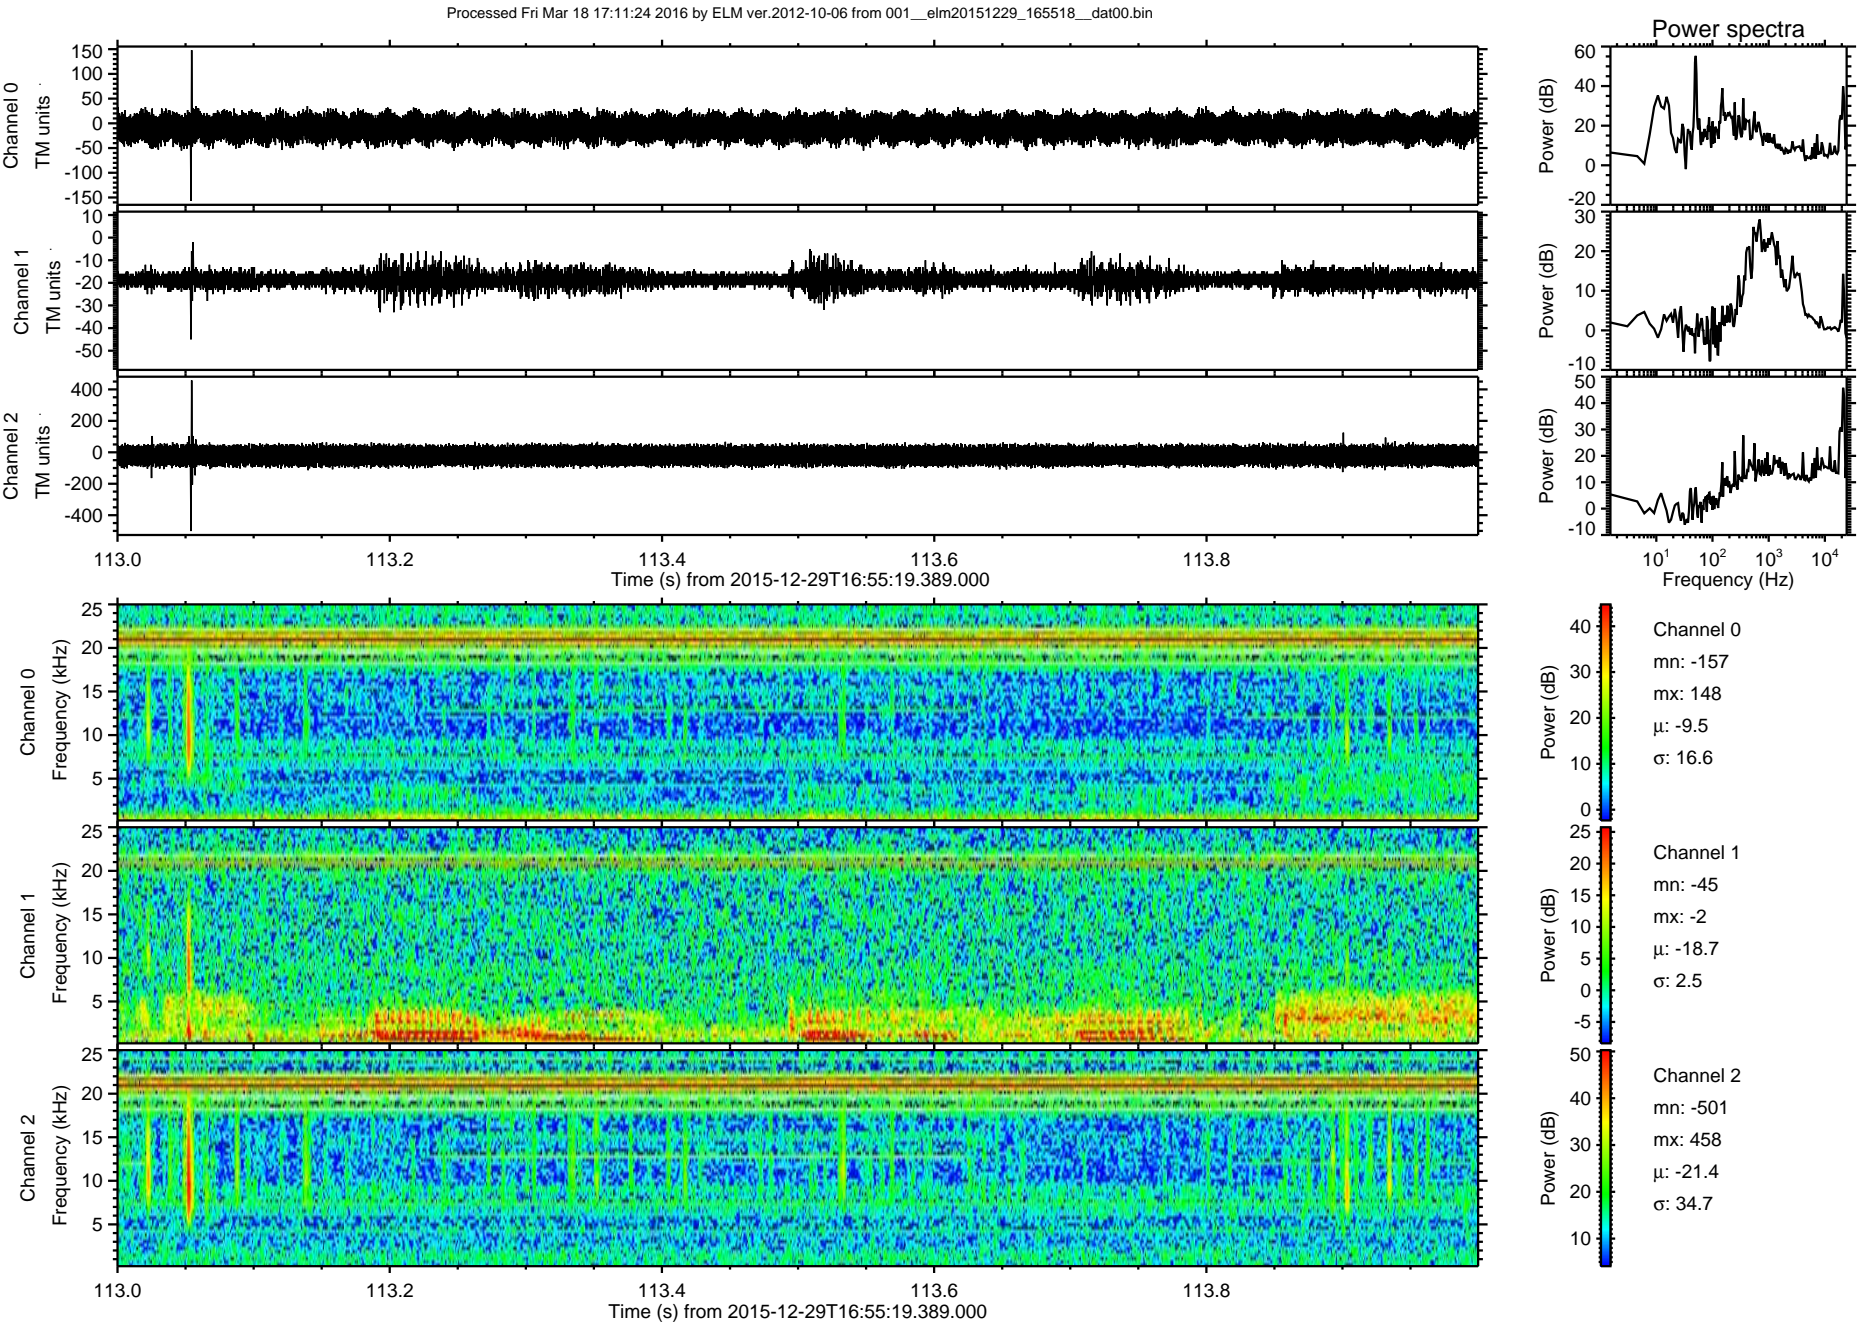 Processed Fri Mar 18 17:11:24 2016 by ELM ver.2012-10-06 from 001__elm20151229_165518__dat00.bin
Power spectra
Channel 0
TM units
150
100
50
0
-50
-100
-150
Power (dB)
60
40
20
0
-20
Channel 1
TM units
10
0
-10
-20
-30
-40
-50
Power (dB)
30
20
10
0
-10
Channel 2
TM units
400
200
0
-200
-400
Power (dB)
50
40
30
20
10
0
-10
113.0 113.2 113.4 113.6 113.8
Time (s) from 2015-12-29T16:55:19.389.000
10^1 10^2 10^3 10^4
Frequency (Hz)
Channel 0
Frequency (kHz)
25
20
15
10
5
Power (dB)
40
30
20
10
0
Channel 0
mn: -157
mx: 148
μ: -9.5
σ: 16.6
Channel 1
Frequency (kHz)
25
20
15
10
5
Power (dB)
25
20
15
10
5
0
-5
Channel 1
mn: -45
mx: -2
μ: -18.7
σ: 2.5
Channel 2
Frequency (kHz)
25
20
15
10
5
Power (dB)
50
40
30
20
10
Channel 2
mn: -501
mx: 458
μ: -21.4
σ: 34.7
113.0 113.2 113.4 113.6 113.8
Time (s) from 2015-12-29T16:55:19.389.000